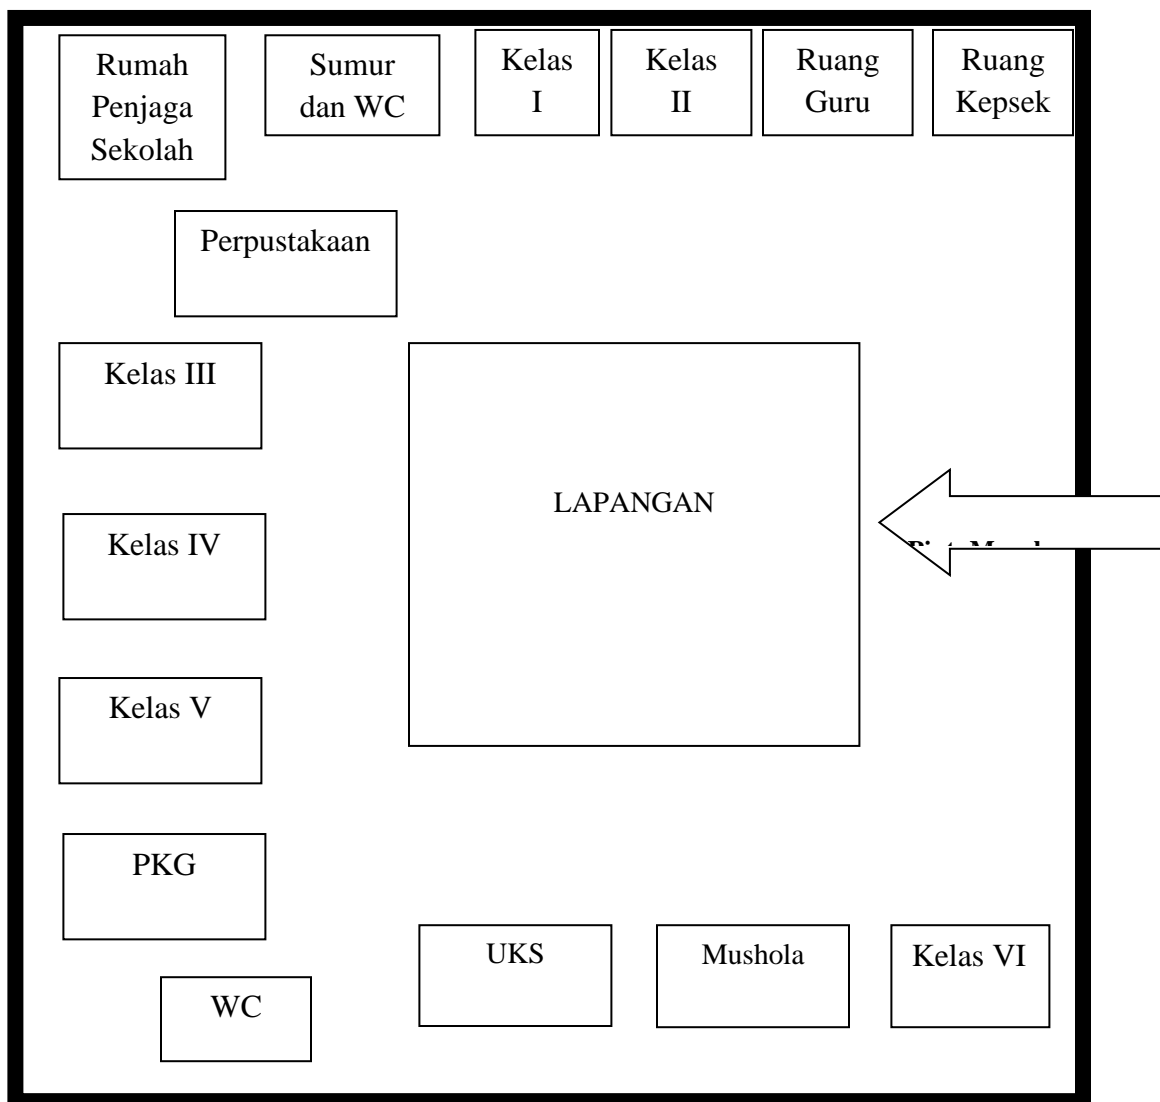 Rumah
Penjaga
Sekolah
Sumur
dan WC
Kelas
I
Kelas
II
Ruang
Guru
Ruang
Kepsek
Perpustakaan
Kelas III
LAPANGAN
Kelas IV
Kelas V
PKG
UKS
Mushola
Kelas VI
WC